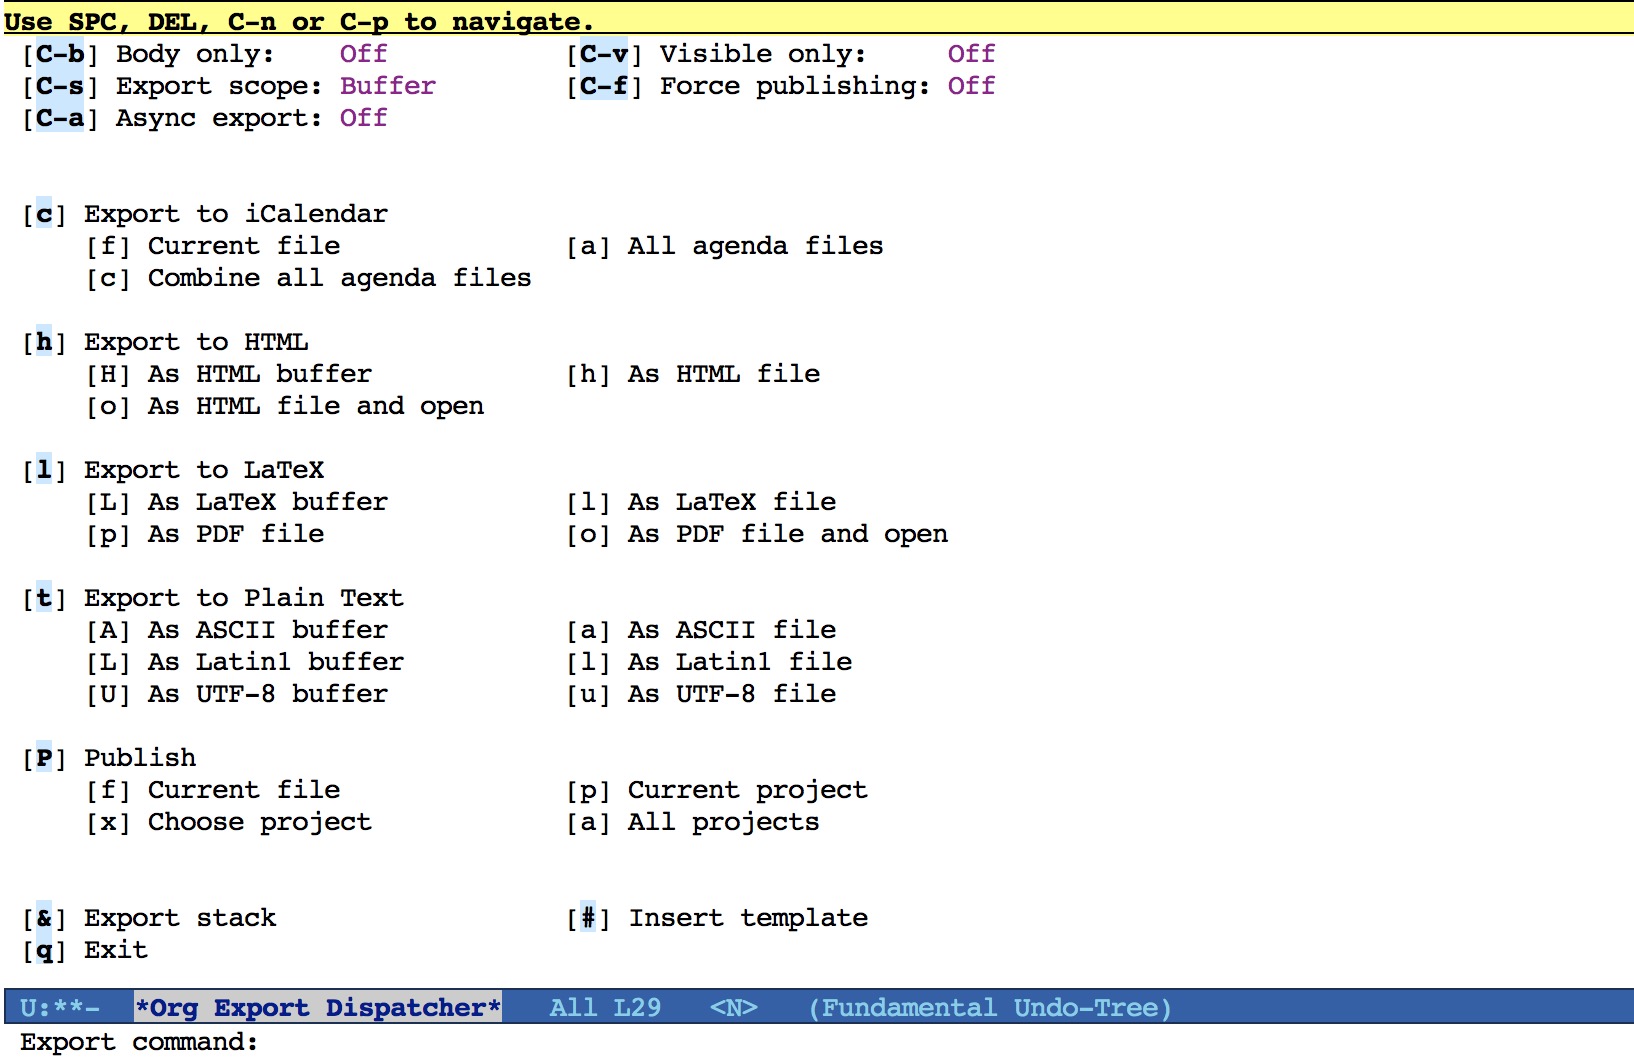 Use SPC, DEL, C-n or C-p to navigate.
[C-b] Body only:    Off           [C-v] Visible only:     Off
[C-s] Export scope: Buffer        [C-f] Force publishing: Off
[C-a] Async export: Off
[c] Export to iCalendar
    [f] Current file              [a] All agenda files
    [c] Combine all agenda files
[h] Export to HTML
    [H] As HTML buffer            [h] As HTML file
    [o] As HTML file and open
[l] Export to LaTeX
    [L] As LaTeX buffer           [l] As LaTeX file
    [p] As PDF file               [o] As PDF file and open
[t] Export to Plain Text
    [A] As ASCII buffer           [a] As ASCII file
    [L] As Latin1 buffer          [l] As Latin1 file
    [U] As UTF-8 buffer           [u] As UTF-8 file
[P] Publish
    [f] Current file              [p] Current project
    [x] Choose project            [a] All projects
[&] Export stack                  [#] Insert template
[q] Exit
U:**-  *Org Export Dispatcher*   All L29   <N>   (Fundamental Undo-Tree)
Export command: